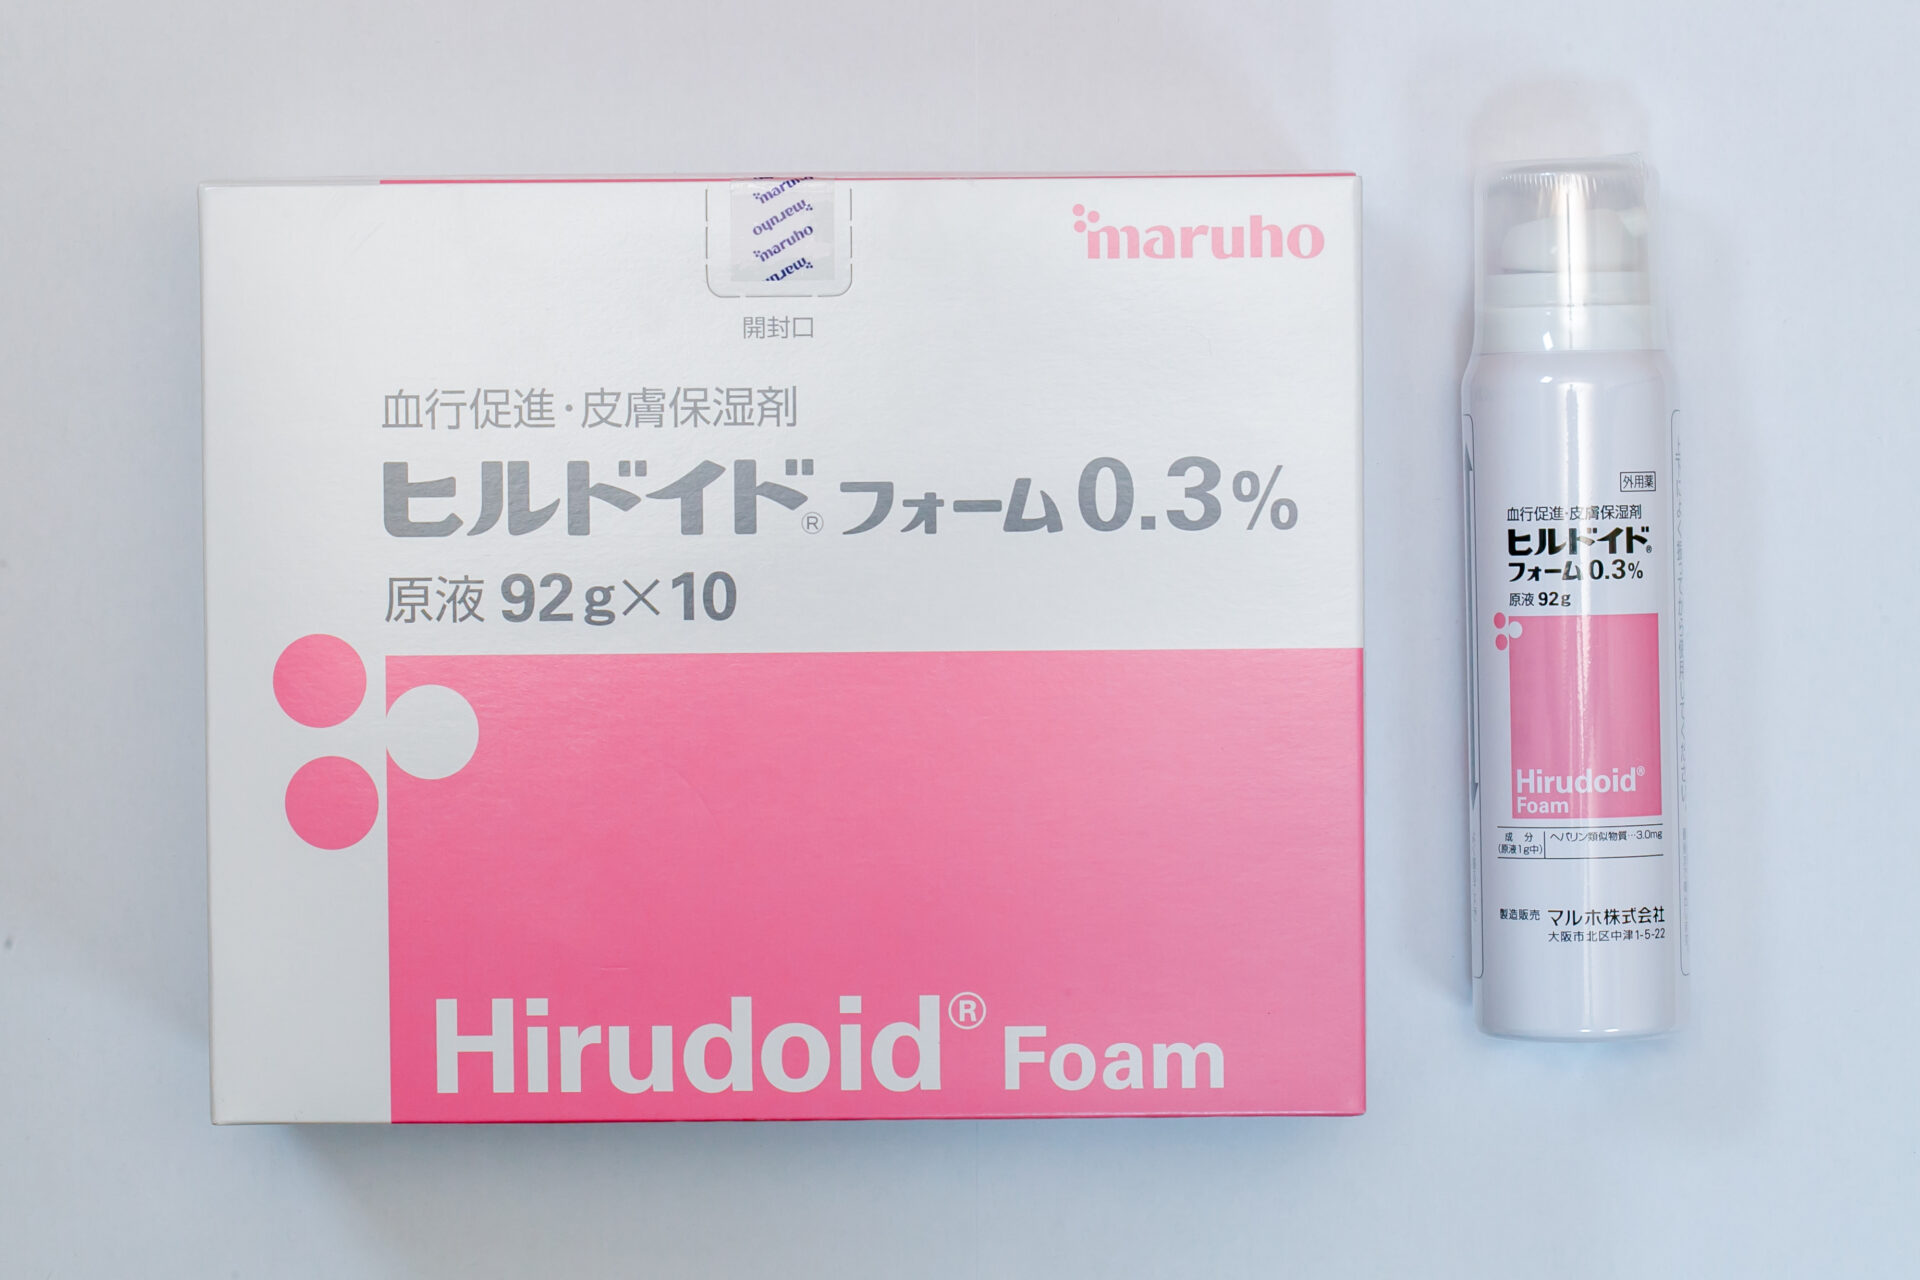 maruho
maruho
maruho
maruho
maruho
開封口
血行促進・皮膚保湿剤
ヒルドイド®フォーム0.3%
原液 92g×10
Hirudoid® Foam
外用薬
血行促進・皮膚保湿剤
ヒルドイド®
フォーム0.3%
原液 92g
Hirudoid®
Foam
成分 ヘパリン類似物質…3.0mg
(原液1g中)
製造販売 マルホ株式会社
大阪市北区中津1-5-22